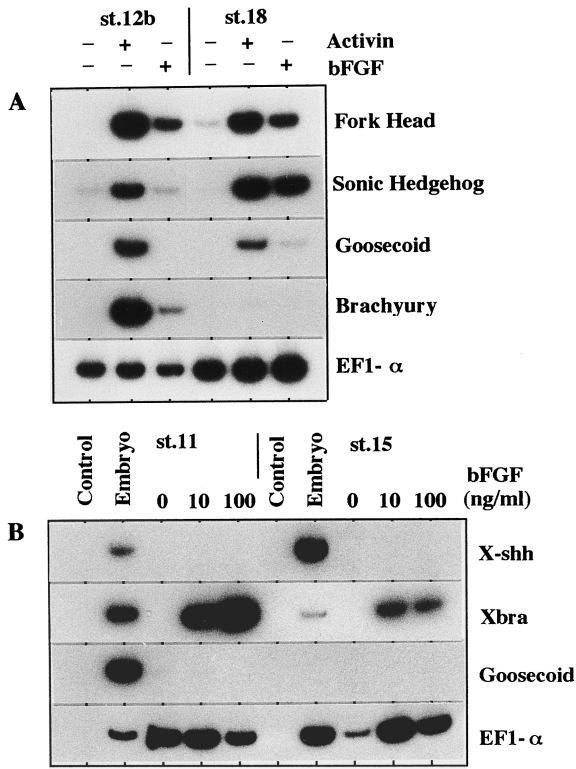 st.12b st.18
– + – – + – Activin
– – + – – + bFGF
A
Fork Head
Sonic Hedgehog
Goosecoid
Brachyury
EF1- α
Control Embryo st.11 Control Embryo st.15 bFGF
0 10 100 0 10 100 (ng/ml)
B
X-shh
Xbra
Goosecoid
EF1- α